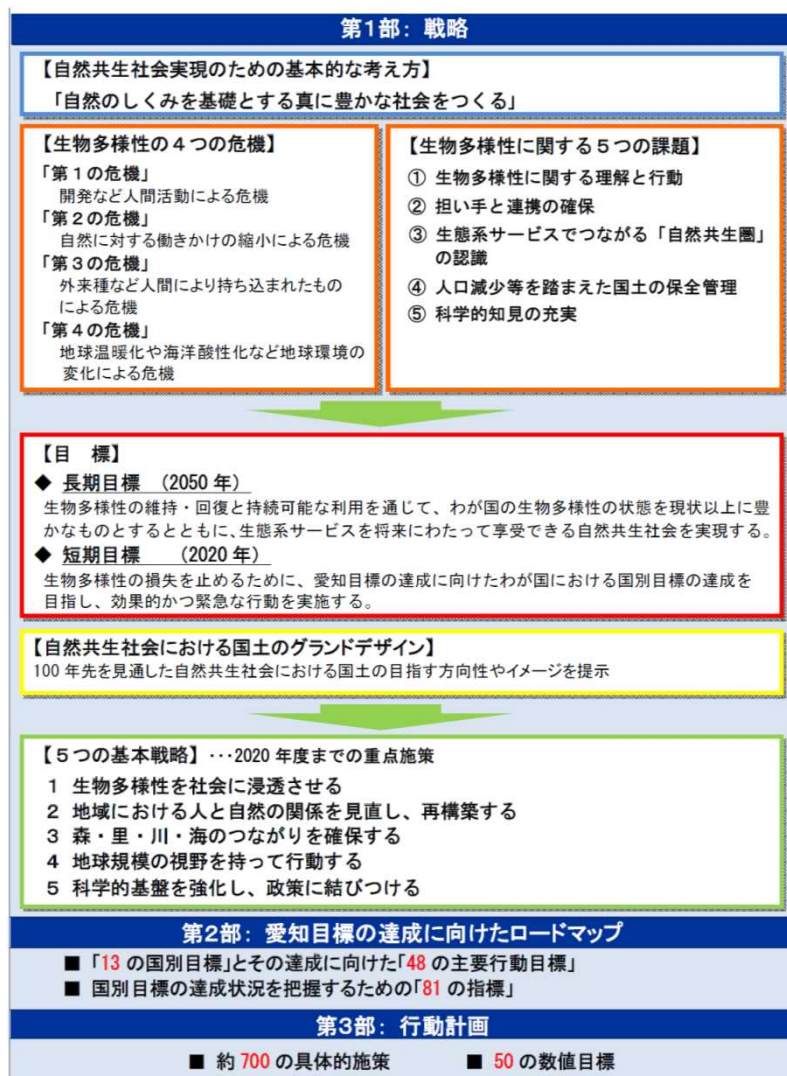 第1部：戦略
【自然共生社会実現のための基本的な考え方】
「自然のしくみを基礎とする真に豊かな社会をつくる」
【生物多様性の４つの危機】
「第１の危機」
開発など人間活動による危機
「第２の危機」
自然に対する働きかけの縮小による危機
「第３の危機」
外来種など人間により持ち込まれたもの
による危機
「第４の危機」
地球温暖化や海洋酸性化など地球環境の
変化による危機
【生物多様性に関する５つの課題】
① 生物多様性に関する理解と行動
② 担い手と連携の確保
③ 生態系サービスでつながる「自然共生圏」
の認識
④ 人口減少等を踏まえた国土の保全管理
⑤ 科学的知見の充実
【目　標】
◆ 長期目標　（2050 年）
生物多様性の維持・回復と持続可能な利用を通じて、わが国の生物多様性の状態を現状以上に豊
かなものとするとともに、生態系サービスを将来にわたって享受できる自然共生社会を実現する。
◆ 短期目標　　（2020 年）
生物多様性の損失を止めるために、愛知目標の達成に向けたわが国における国別目標の達成を
目指し、効果的かつ緊急な行動を実施する。
【自然共生社会における国土のグランドデザイン】
100 年先を見通した自然共生社会における国土の目指す方向性やイメージを提示
【５つの基本戦略】･･･2020 年度までの重点施策
１ 生物多様性を社会に浸透させる
２ 地域における人と自然の関係を見直し、再構築する
３ 森・里・川・海のつながりを確保する
４ 地球規模の視野を持って行動する
５ 科学的基盤を強化し、政策に結びつける
第2部：愛知目標の達成に向けたロードマップ
■「13 の国別目標」とその達成に向けた「48 の主要行動目標」
■ 国別目標の達成状況を把握するための「81 の指標」
第3部：行動計画
■ 約 700 の具体的施策　　■ 50 の数値目標